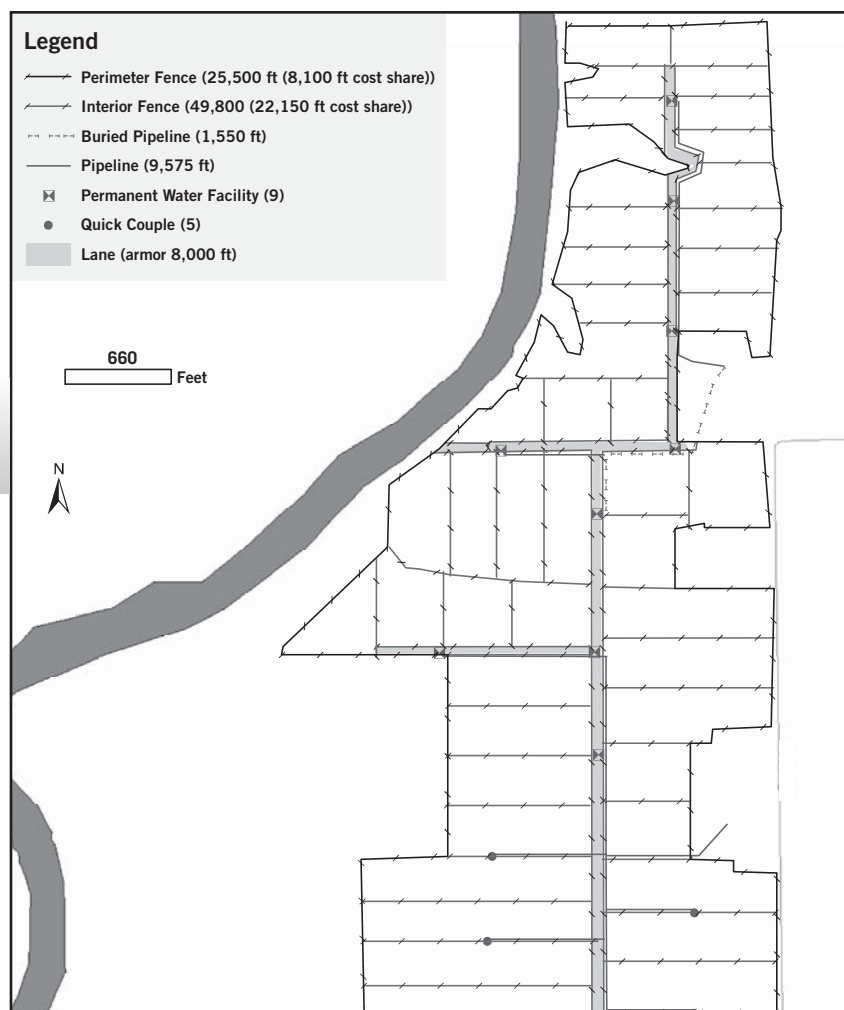 Legend
Perimeter Fence (25,500 ft (8,100 ft cost share))
Interior Fence (49,800 (22,150 ft cost share))
Buried Pipeline (1,550 ft)
Pipeline (9,575 ft)
Permanent Water Facility (9)
Quick Couple (5)
Lane (armor 8,000 ft)
660
Feet
N